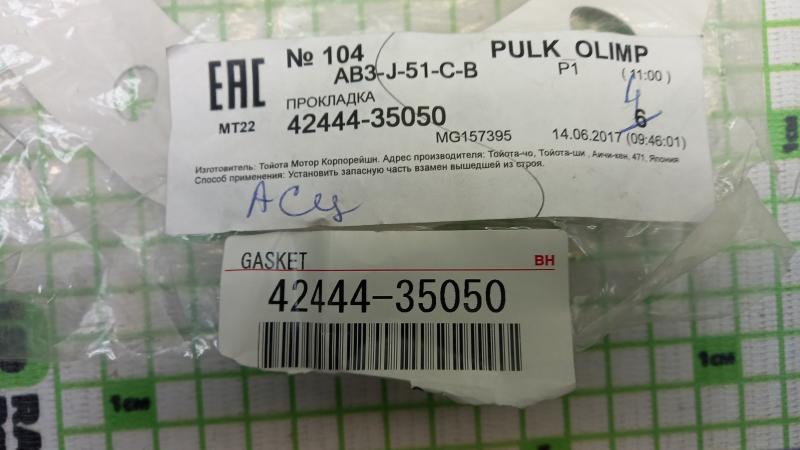 № 104
PULK_OLIMP
AB3-J-51-C-B
P1
(11:00)
EAC
ПРОКЛАДКА
4
6
MT22
42444-35050
MG157395
14.06.2017 (09:46:01)
Изготовитель: Тойота Мотор Корпорейшн. Адрес производителя: Тойота-чо, Тойота-ши , Аичи-кен, 471, Япония
Способ применения: Установить запасную часть взамен вышедшей из строя.
GASKET
BH
42444-35050
1см
1см